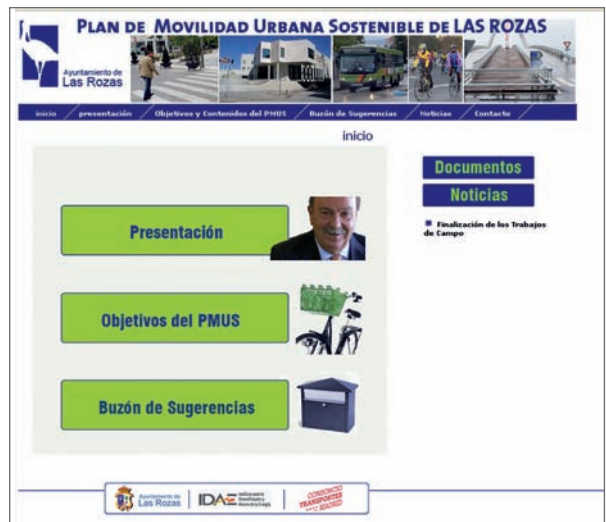 PLAN DE MOVILIDAD URBANA SOSTENIBLE DE LAS ROZAS
Ayuntamiento de
Las Rozas
inicio / presentación / Objetivos y Contenidos del PMUS / Buzón de Sugerencias / Noticias / Contacto
inicio
Documentos
Noticias
Finalización de los Trabajos
de Campo
Presentación
Objetivos del PMUS
Buzón de Sugerencias
Ayuntamiento de
Las Rozas
IDAE
CONSORCIO
TRANSPORTES
MADRID